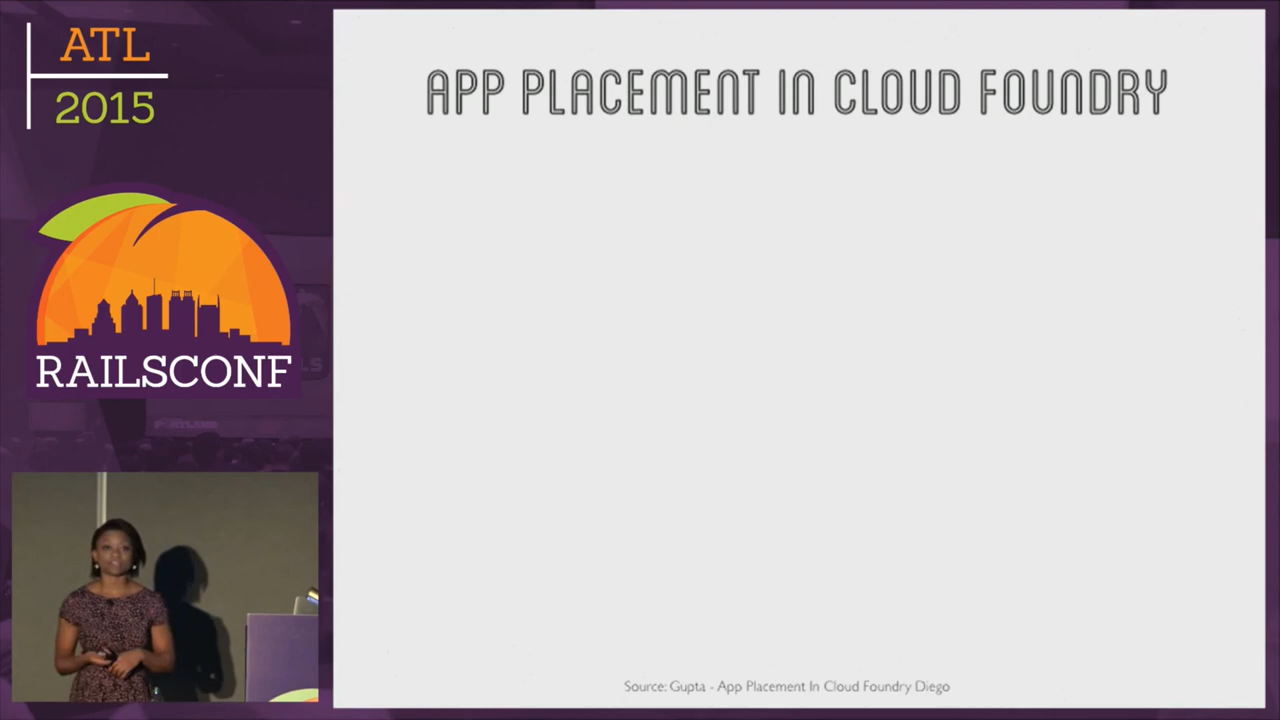 ATL
2015
RAILSCONF
APP PLACEMENT IN CLOUD FOUNDRY
Source: Gupta - App Placement In Cloud Foundry Diego